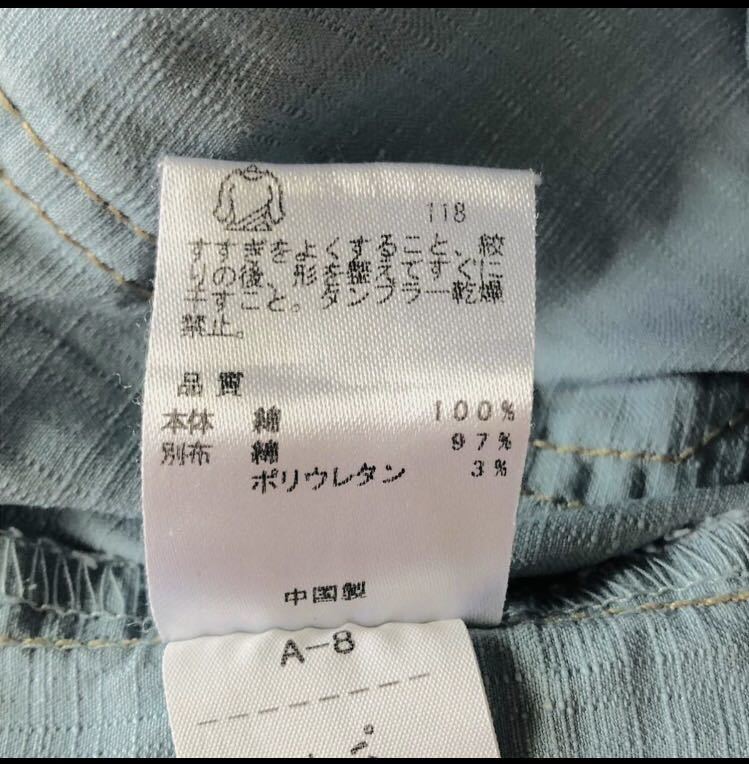 118
すすぎをよくすること、絞
りの後、形を整えてすぐに
干すこと。タンブラー乾燥
禁止。
品質
本体 綿 100%
別布 綿 97%
ポリウレタン 3%
中国製
A-8